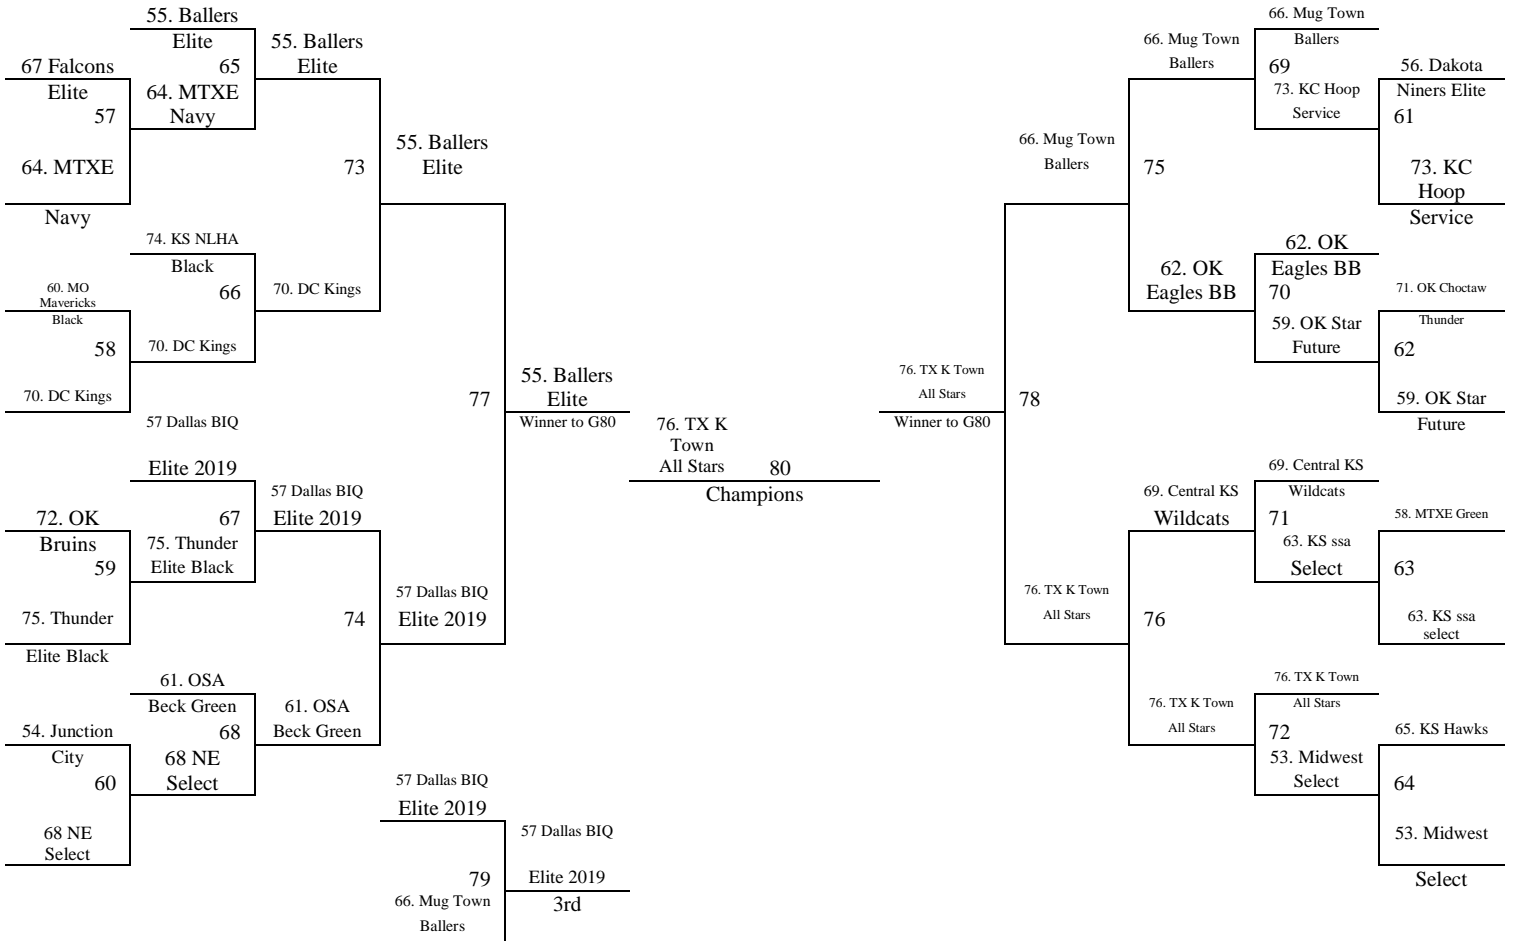 55. Ballers
Elite
65
64. MTXE
Navy
67 Falcons
Elite
57
64. MTXE
Navy
55. Ballers
Elite
73
74. KS NLHA
Black
66
70. DC Kings
60. MO
Mavericks
Black
58
70. DC Kings
70. DC Kings
55. Ballers
Elite
77
57 Dallas BIQ
Elite 2019
67
75. Thunder
Elite Black
72. OK
Bruins
59
75. Thunder
Elite Black
57 Dallas BIQ
Elite 2019
74
57 Dallas BIQ
Elite 2019
61. OSA
Beck Green
68
68 NE
Select
54. Junction
City
60
68 NE
Select
61. OSA
Beck Green
55. Ballers
Elite
Winner to G80
76. TX K
Town
All Stars 80
Champions
57 Dallas BIQ
Elite 2019
79
66. Mug Town
Ballers
57 Dallas BIQ
Elite 2019
3rd
76. TX K Town
All Stars
Winner to G80
78
66. Mug Town
Ballers
75
66. Mug Town
Ballers
66. Mug Town
Ballers
69
73. KC Hoop
Service
56. Dakota
Niners Elite
61
73. KC
Hoop
Service
62. OK
Eagles BB
62. OK
Eagles BB
70
59. OK Star
Future
71. OK Choctaw
Thunder
62
59. OK Star
Future
76. TX K Town
All Stars
76
69. Central KS
Wildcats
69. Central KS
Wildcats
71
63. KS ssa
Select
58. MTXE Green
63
63. KS ssa
select
76. TX K Town
All Stars
76. TX K Town
All Stars
72
53. Midwest
Select
65. KS Hawks
64
53. Midwest
Select